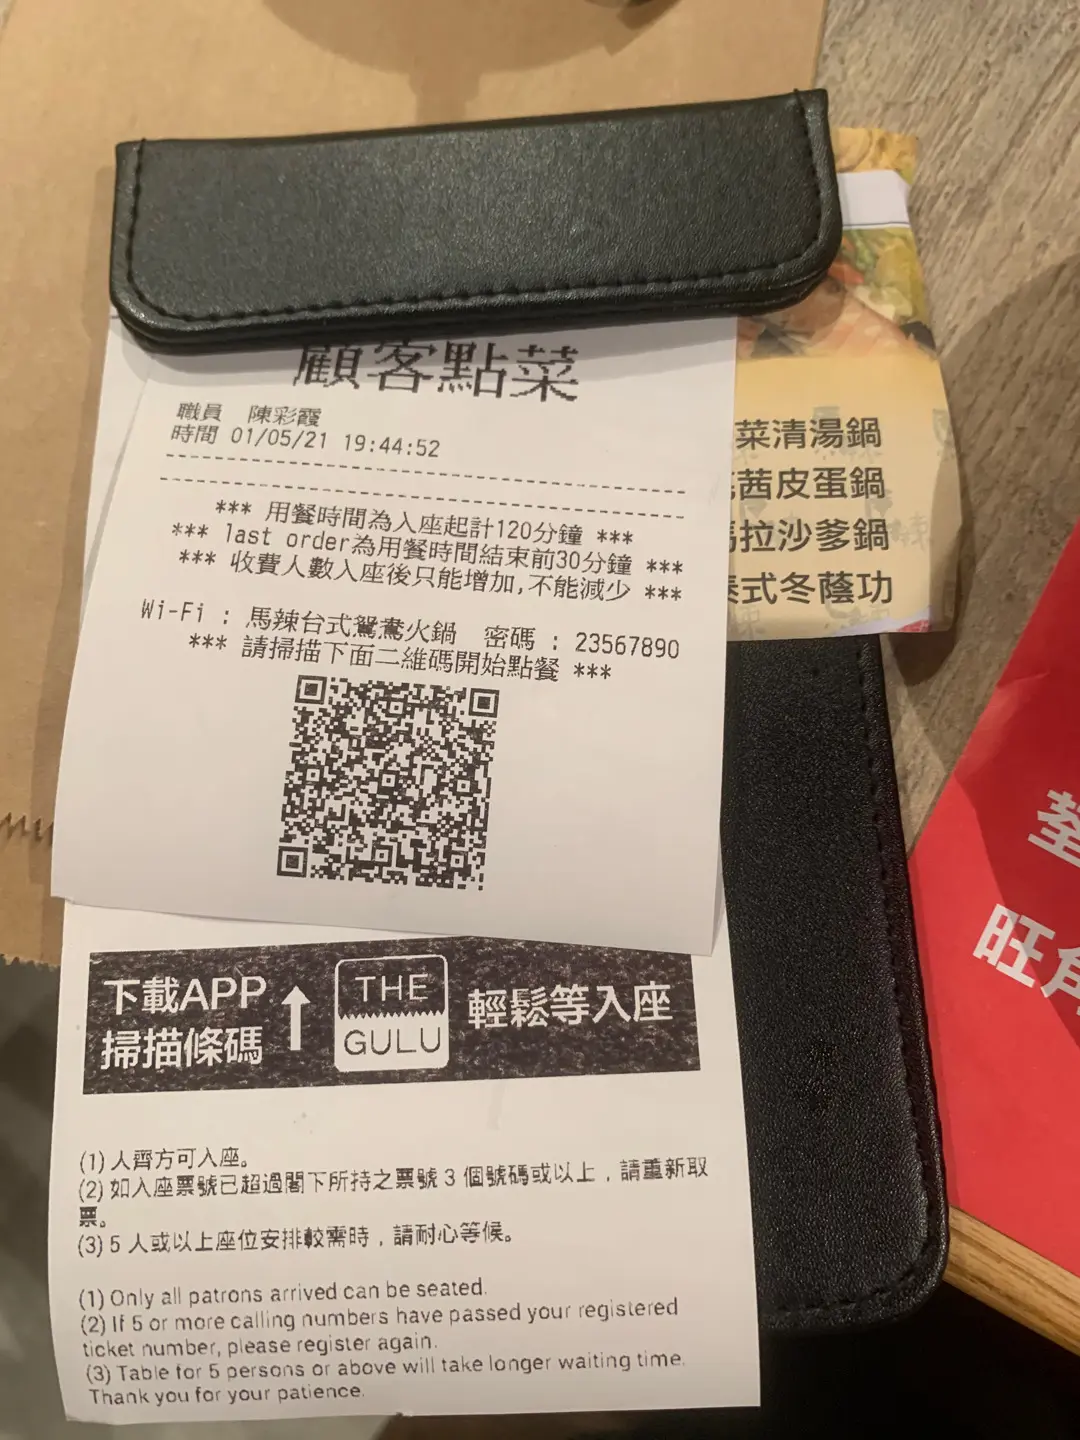 顧客點菜
職員 陳彩霞
時間 01/05/21 19:44:52
*** 用餐時間為入座起計120分鐘 ***
*** last order為用餐時間結束前30分鐘 ***
*** 收費人數入座後只能增加,不能減少 ***
Wi-Fi : 馬辣台式鴛鴦火鍋 密碼 : 23567890
*** 請掃描下面二維碼開始點餐 ***
菜清湯鍋
茜皮蛋鍋
拉沙爹鍋
式冬蔭功
旺
下載APP
掃描條碼
THE
GULU
輕鬆等入座
(1) 人齊方可入座。
(2) 如入座票號已超過閣下所持之票號 3 個號碼或以上，請重新取
票。
(3) 5 人或以上座位安排較需時，請耐心等候。
(1) Only all patrons arrived can be seated.
(2) If 5 or more calling numbers have passed your registered
ticket number, please register again.
(3) Table for 5 persons or above will take longer waiting time.
Thank you for your patience.